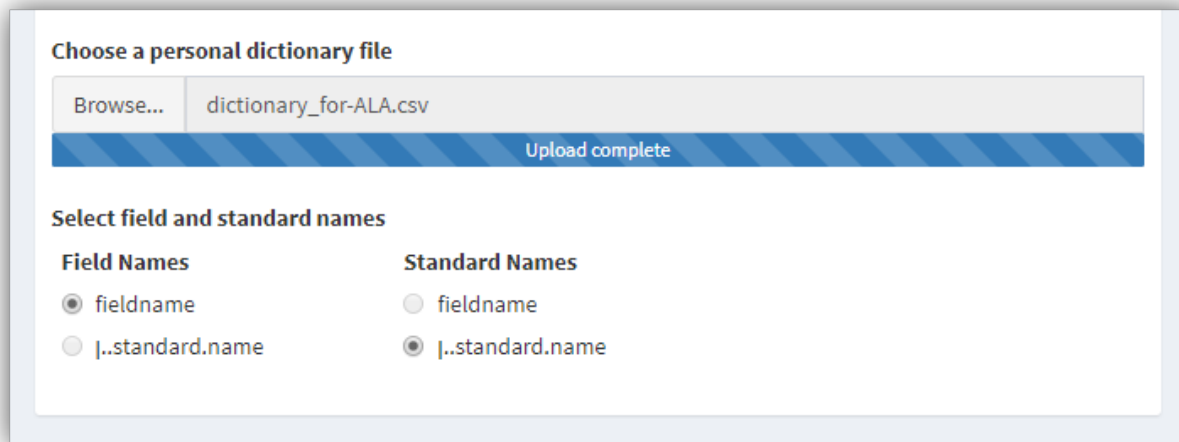 Choose a personal dictionary file
Browse... dictionary_for-ALA.csv
Upload complete
Select field and standard names
Field Names Standard Names
fieldname fieldname
Į..standard.name Į..standard.name